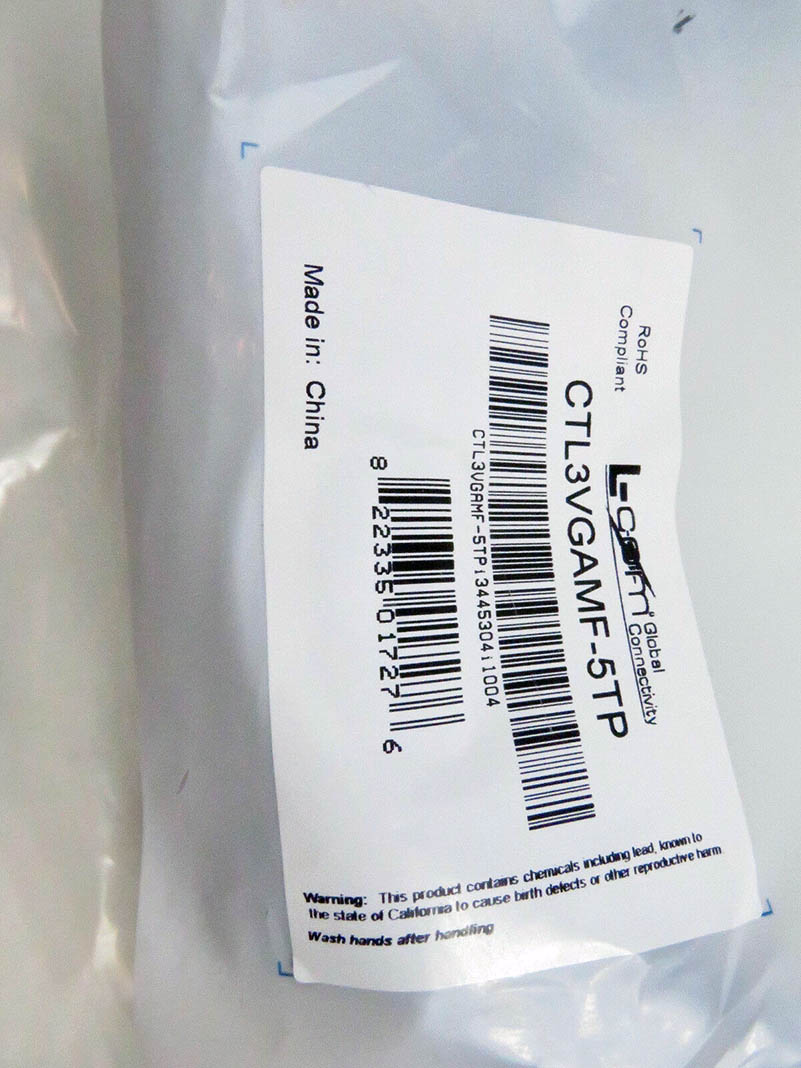 RoHS
Compliant
L-com® Global
Connectivity
CTL3VGAMF-5TP
CTL3VGAMF-5TP¡3445304¡1004
8 22335 01727 6
Made in: China
Warning: This product contains chemicals including lead, known to
the state of California to cause birth defects or other reproductive harm.
Wash hands after handling